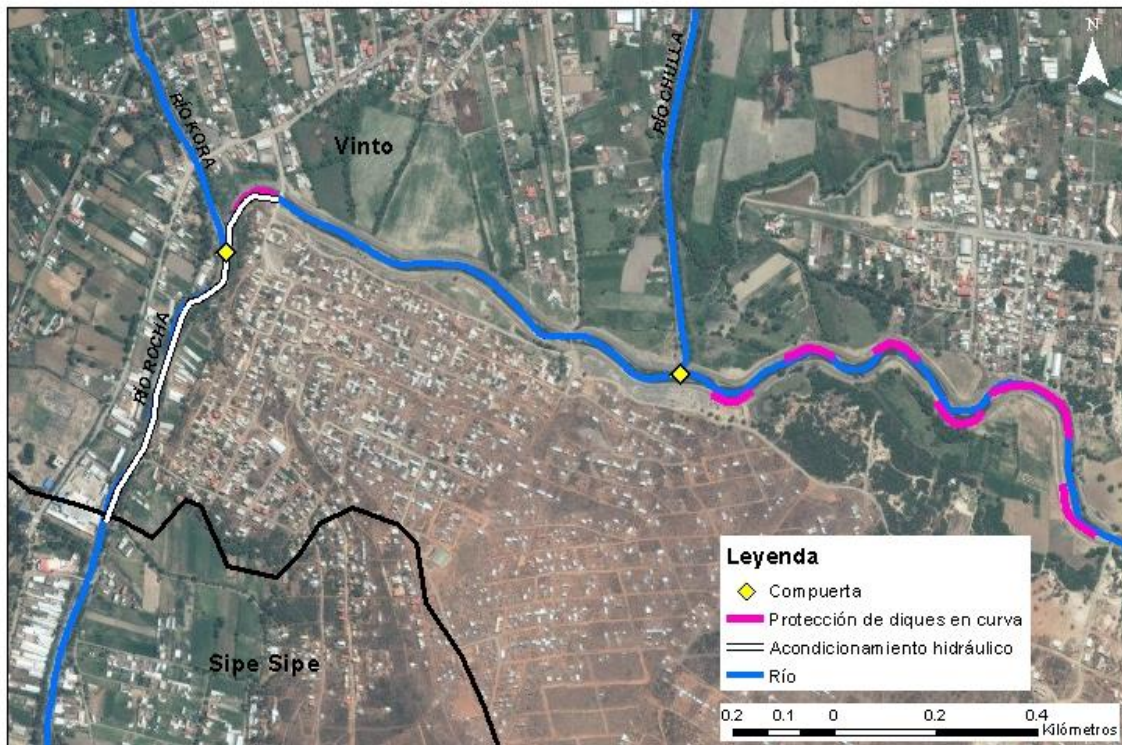 N
RÍO KORA
Vinto
RÍO CHULLA
RÍO ROCHA
Sipe Sipe
Leyenda
Compuerta
Protección de diques en curva
Acondicionamiento hidráulico
Río
0.2 0.1 0 0.2 0.4
Kilómetros